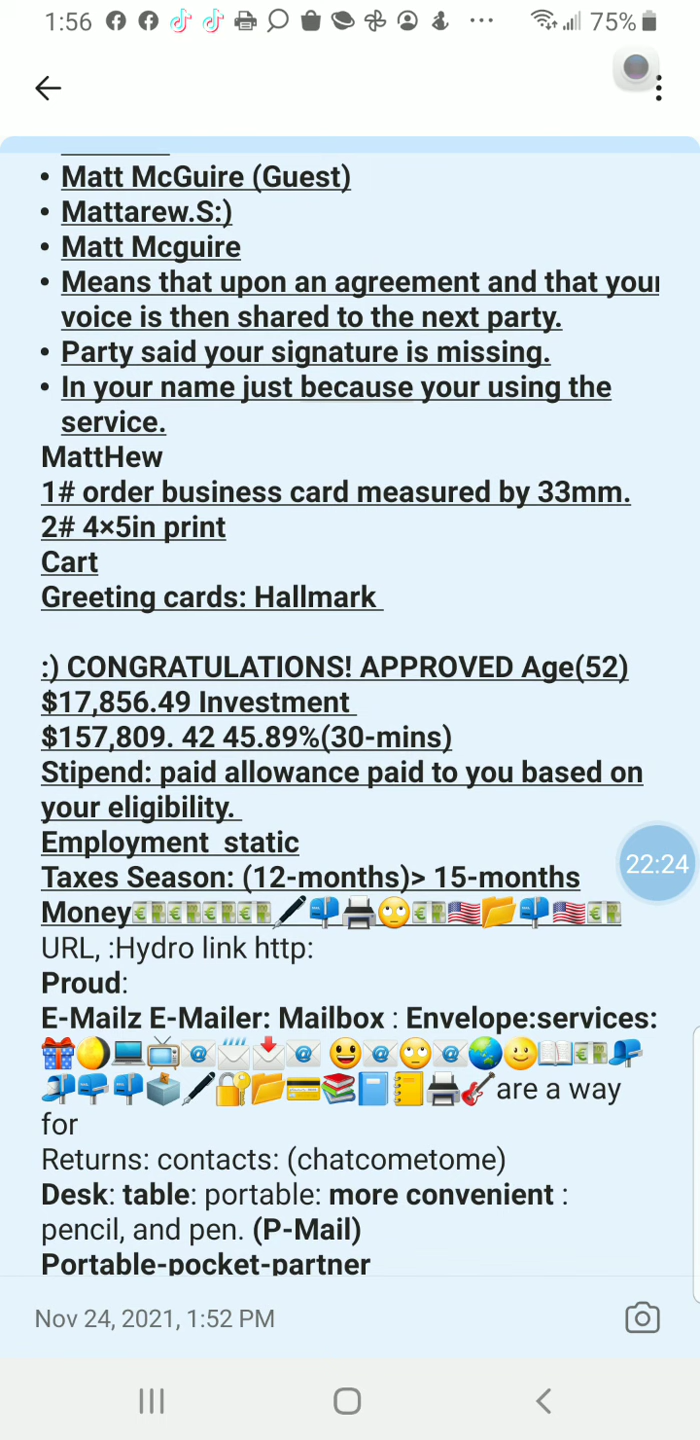 1:56 75%
• Matt McGuire (Guest)
• Mattarew.S:)
• Matt Mcguire
• Means that upon an agreement and that your
voice is then shared to the next party.
• Party said your signature is missing.
• In your name just because your using the
service.
MattHew
1# order business card measured by 33mm.
2# 4×5in print
Cart
Greeting cards: Hallmark
:) CONGRATULATIONS! APPROVED Age(52)
$17,856.49 Investment
$157,809. 42 45.89%(30-mins)
Stipend: paid allowance paid to you based on
your eligibility.
Employment static
22:24
Taxes Season: (12-months)> 15-months
Money💶💶💶💶🖊📫🖨🙄💶🇺🇸📂📫🇺🇸💶
URL, :Hydro link http:
Proud:
E-Mailz E-Mailer: Mailbox : Envelope:services:
🎁🌖💻📺📧📨📩📧😃📧🙄📧🌏🌝📖💶📬
📭📪📫🗳🖊🔐📂💳📚📘📒🖨🎸are a way
for
Returns: contacts: (chatcometome)
Desk: table: portable: more convenient :
pencil, and pen. (P-Mail)
Portable-pocket-partner
Nov 24, 2021, 1:52 PM